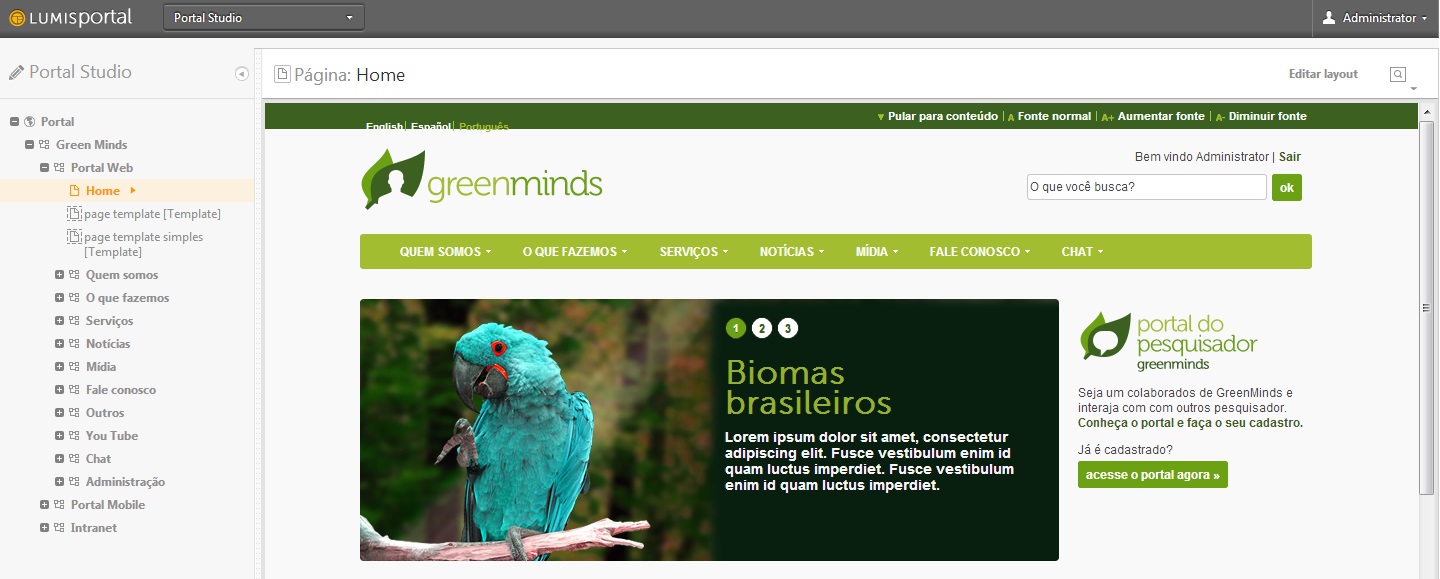 LUMISportal
Portal Studio
Administrator
Portal Studio
Página: Home
Editar layout
Portal
Green Minds
Portal Web
Home
page template [Template]
page template simples
[Template]
Quem somos
O que fazemos
Serviços
Notícias
Mídia
Fale conosco
Outros
You Tube
Chat
Administração
Portal Mobile
Intranet
English| Español| Português
Pular para conteúdo | A Fonte normal | A+ Aumentar fonte | A- Diminuir fonte
greenminds
Bem vindo Administrator | Sair
O que você busca?
ok
QUEM SOMOS
O QUE FAZEMOS
SERVIÇOS
NOTÍCIAS
MÍDIA
FALE CONOSCO
CHAT
1 2 3
Biomas
brasileiros
Lorem ipsum dolor sit amet, consectetur
adipiscing elit. Fusce vestibulum enim id
quam luctus imperdiet. Fusce vestibulum
enim id quam luctus imperdiet.
portal do
pesquisador
greenminds
Seja um colaborados de GreenMinds e
interaja com com outros pesquisador.
Conheça o portal e faça o seu cadastro.
Já é cadastrado?
acesse o portal agora »